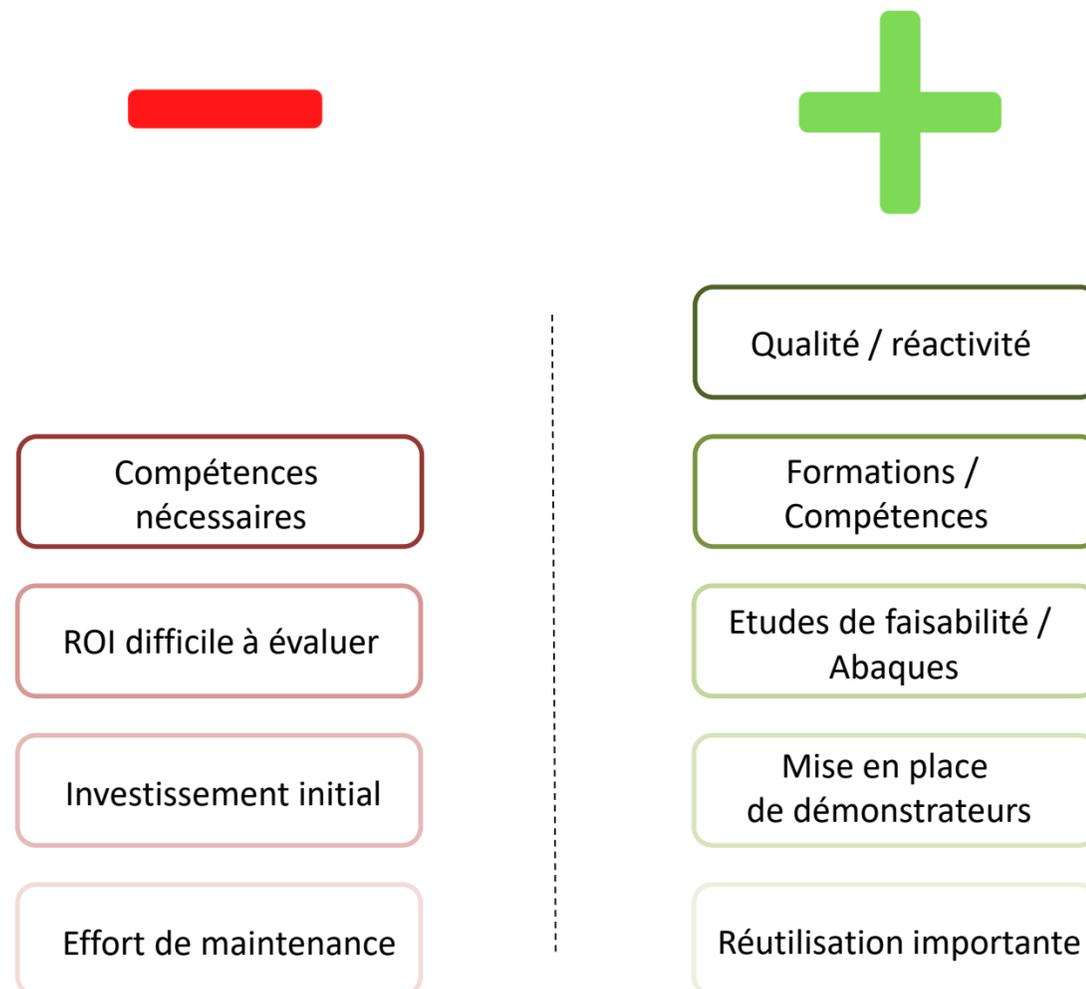 Qualité / réactivité
Compétences
nécessaires
Formations /
Compétences
ROI difficile à évaluer
Etudes de faisabilité /
Abaques
Investissement initial
Mise en place
de démonstrateurs
Effort de maintenance
Réutilisation importante